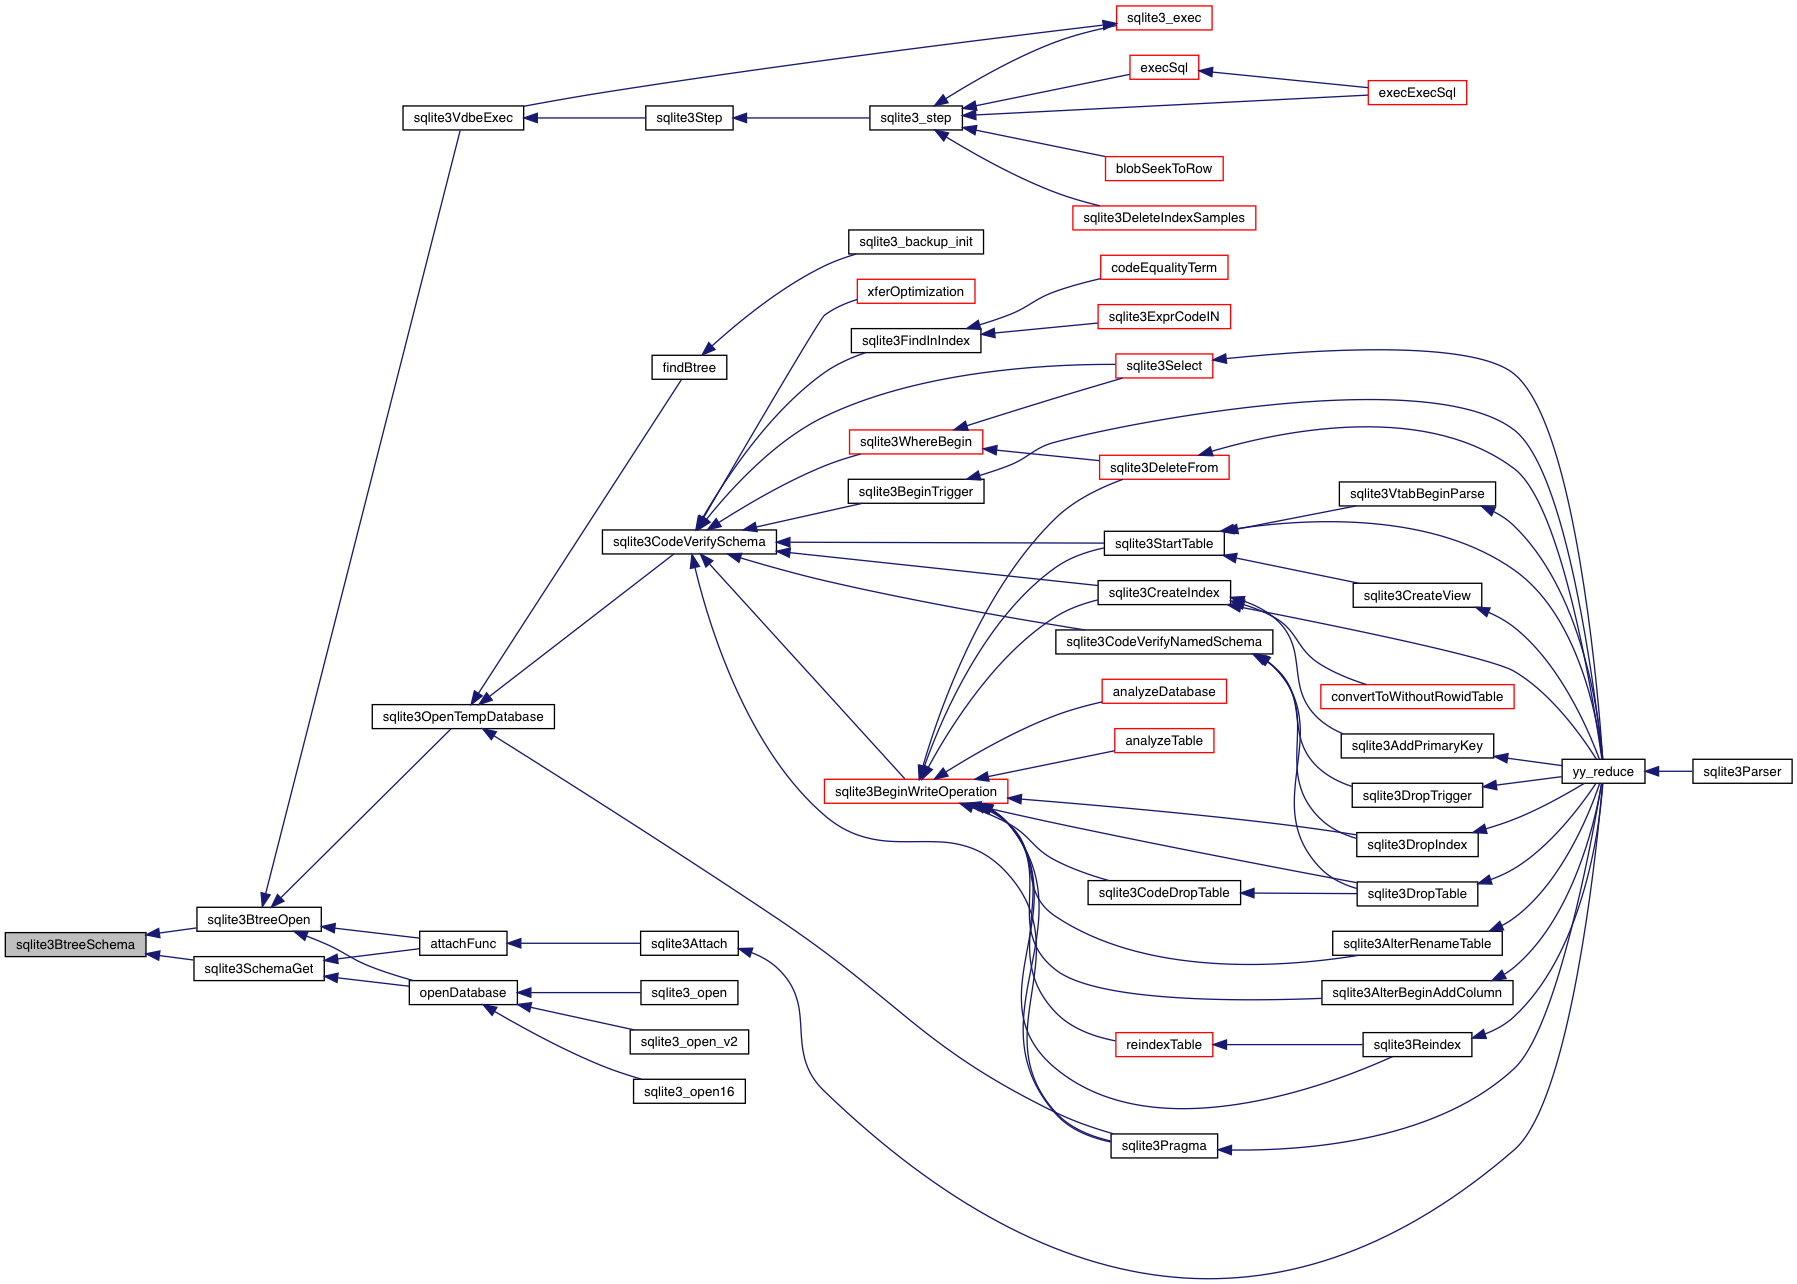 sqlite3_exec
execSql
execExecSql
sqlite3VdbeExec
sqlite3Step
sqlite3_step
blobSeekToRow
sqlite3DeleteIndexSamples
sqlite3_backup_init
codeEqualityTerm
xferOptimization
sqlite3ExprCodeIN
sqlite3FindInIndex
findBtree
sqlite3Select
sqlite3WhereBegin
sqlite3DeleteFrom
sqlite3BeginTrigger
sqlite3VtabBeginParse
sqlite3CodeVerifySchema
sqlite3StartTable
sqlite3CreateIndex
sqlite3CreateView
sqlite3CodeVerifyNamedSchema
analyzeDatabase
convertToWithoutRowidTable
sqlite3OpenTempDatabase
analyzeTable
sqlite3AddPrimaryKey
yy_reduce
sqlite3Parser
sqlite3BeginWriteOperation
sqlite3DropTrigger
sqlite3DropIndex
sqlite3CodeDropTable
sqlite3DropTable
sqlite3BtreeOpen
sqlite3BtreeSchema
attachFunc
sqlite3Attach
sqlite3AlterRenameTable
sqlite3SchemaGet
openDatabase
sqlite3_open
sqlite3AlterBeginAddColumn
sqlite3_open_v2
reindexTable
sqlite3Reindex
sqlite3_open16
sqlite3Pragma